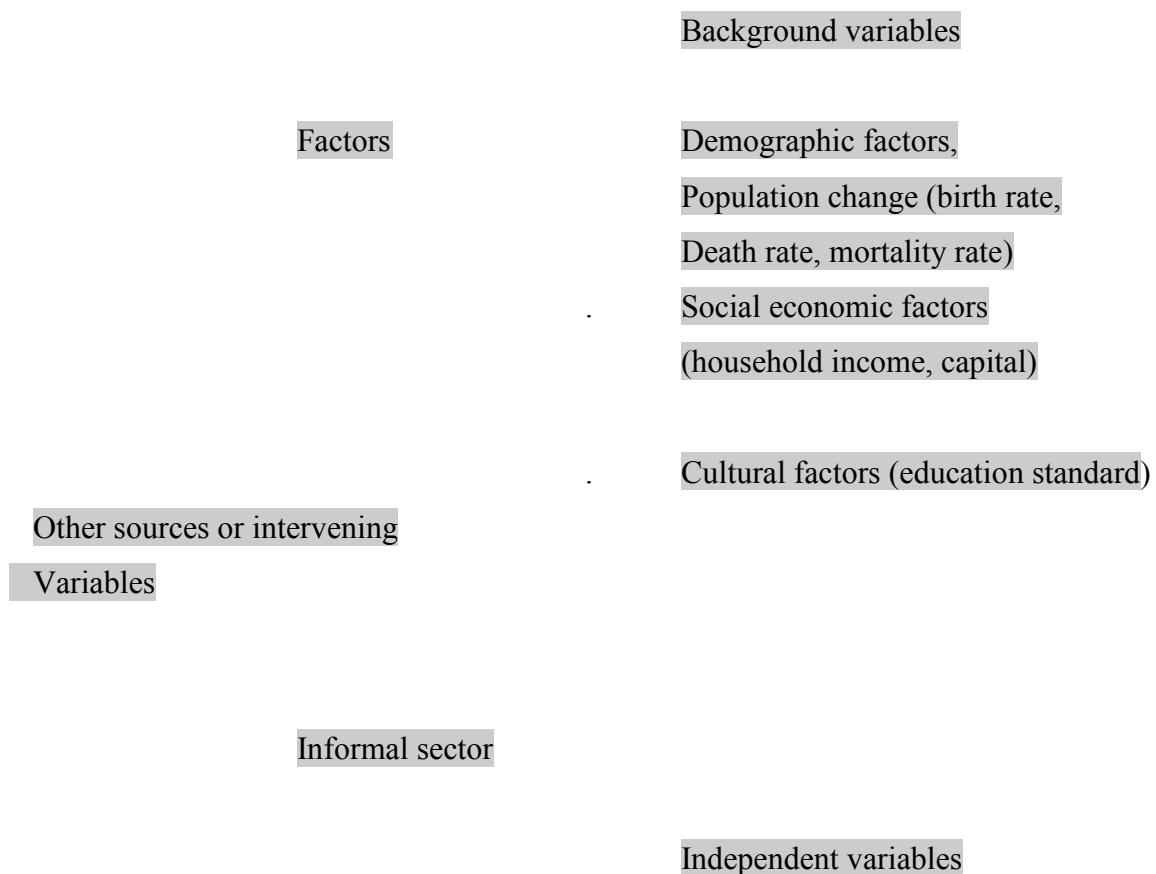 Background variables
Factors Demographic factors,
Population change (birth rate,
Death rate, mortality rate)
. Social economic factors
(household income, capital)
. Cultural factors (education standard)
Other sources or intervening
Variables
Informal sector
Independent variables